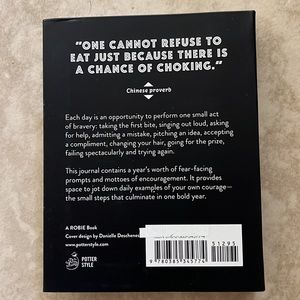 "ONE CANNOT REFUSE TO
EAT JUST BECAUSE THERE IS
A CHANCE OF CHOKING."
Chinese proverb
Each day is an opportunity to perform one small act
of bravery: taking the first bite, singing out loud, asking
for help, admitting a mistake, pitching an idea, accepting
a compliment, changing your hair, going for the prize,
failing spectacularly and trying again.
This journal contains a year's worth of fear-facing
prompts and mottoes of encouragement. It provides
space to jot down daily examples of your own courage—
the small steps that culminate in one bold year.
A ROBIE Book
Cover design by Danielle Deschenes
www.potterstyle.com
POTTER
STYLE
51295
9 780385 345774